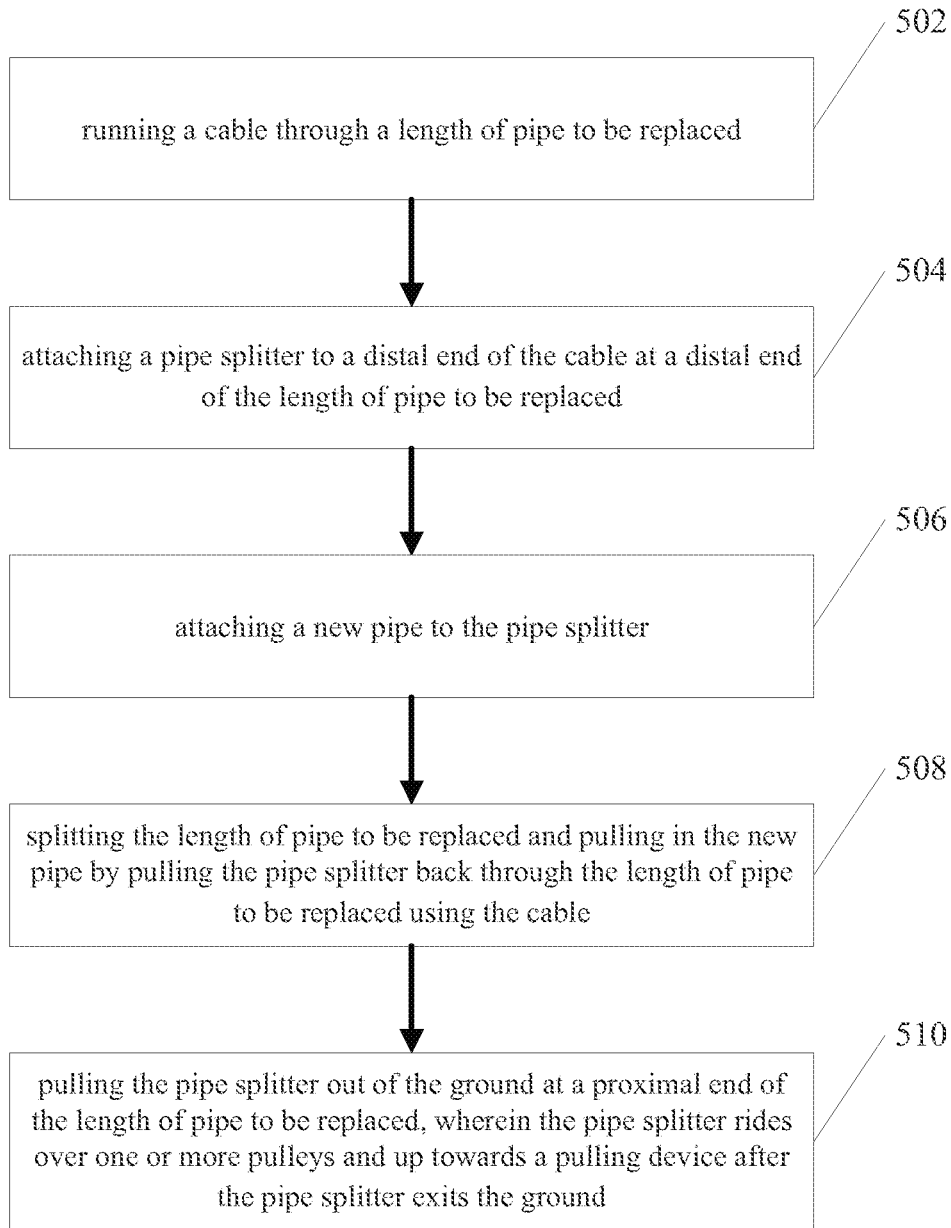 502
running a cable through a length of pipe to be replaced
504
attaching a pipe splitter to a distal end of the cable at a distal end
of the length of pipe to be replaced
506
attaching a new pipe to the pipe splitter
508
splitting the length of pipe to be replaced and pulling in the new
pipe by pulling the pipe splitter back through the length of pipe
to be replaced using the cable
510
pulling the pipe splitter out of the ground at a proximal end of
the length of pipe to be replaced, wherein the pipe splitter rides
over one or more pulleys and up towards a pulling device after
the pipe splitter exits the ground